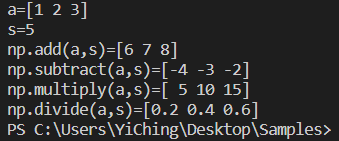 a=[1 2 3]
s=5
np.add(a,s)=[6 7 8]
np.subtract(a,s)=[-4 -3 -2]
np.multiply(a,s)=[ 5 10 15]
np.divide(a,s)=[0.2 0.4 0.6]
PS C:\Users\YiChing\Desktop\Samples>